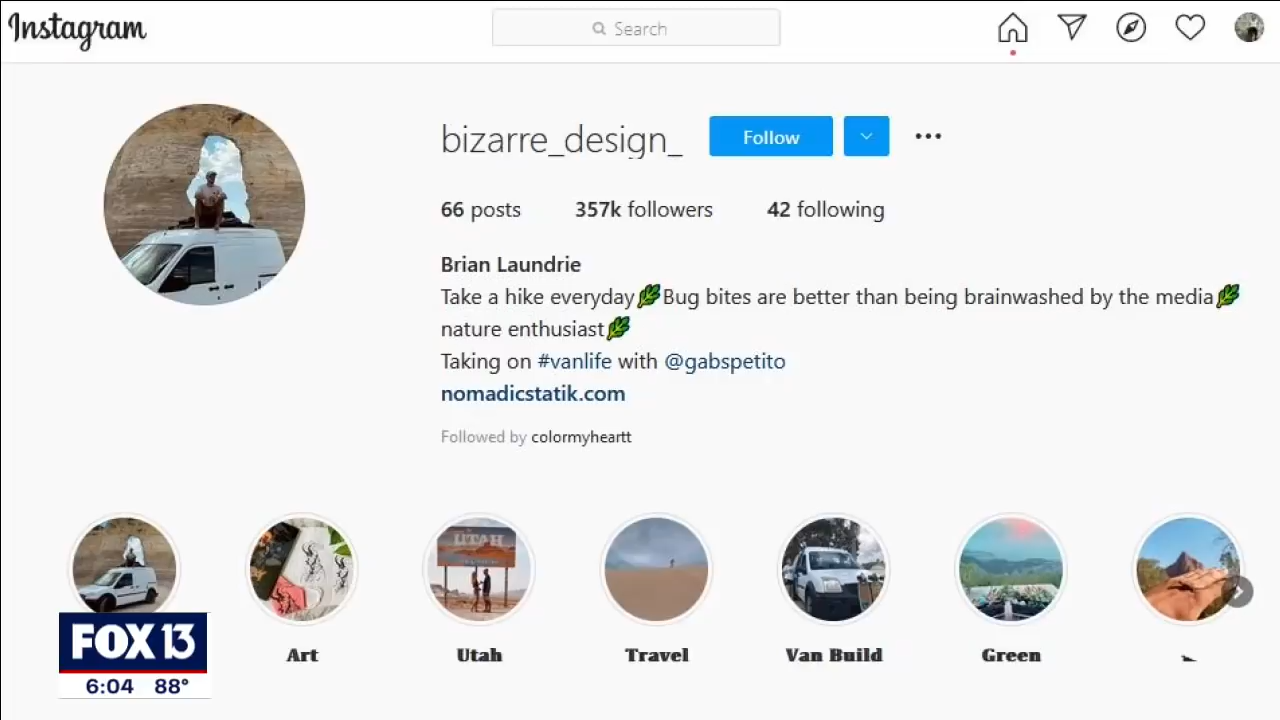 Instagram
Search
bizarre_design_
Follow
66 posts 357k followers 42 following
Brian Laundrie
Take a hike everyday🌿Bug bites are better than being brainwashed by the media🌿
nature enthusiast🌿
Taking on #vanlife with @gabspetito
nomadicstatik.com
Followed by colormyheartt
UTAH
Art Utah Travel Van Build Green
FOX 13
6:04 88°